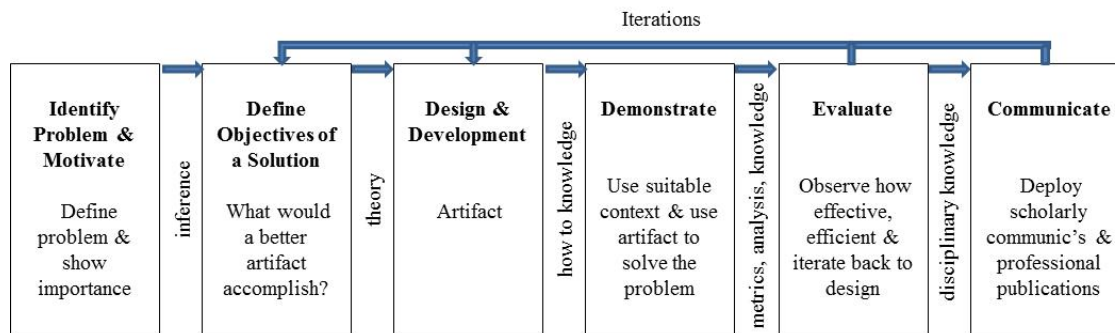 Iterations
Identify
Problem &
Motivate
Define
problem &
show
importance
inference
Define
Objectives of
a Solution
What would
a better
artifact
accomplish?
theory
Design &
Development
Artifact
how to knowledge
Demonstrate
Use suitable
context & use
artifact to
solve the
problem
metrics, analysis, knowledge
Evaluate
Observe how
effective,
efficient &
iterate back to
design
disciplinary knowledge
Communicate
Deploy
scholarly
communic’s &
professional
publications